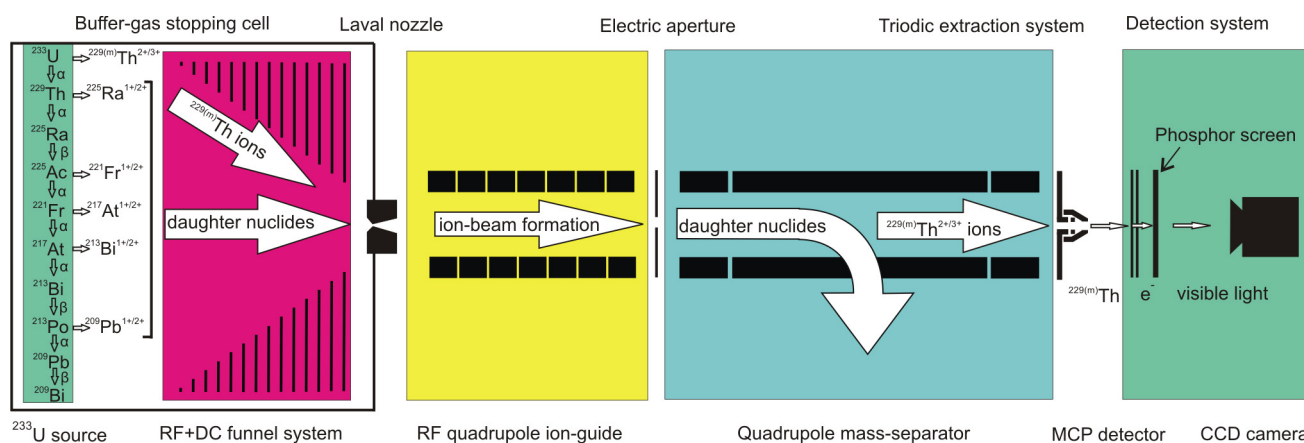 Buffer-gas stopping cell
Laval nozzle
Electric aperture
Triodic extraction system
Detection system
²³³U
²²⁹⁽ᵐ⁾Th²⁺/³⁺
α
²²⁹Th
²²⁵Ra¹⁺/²⁺
α
²²⁵Ra
β
²²⁵Ac
²²¹Fr¹⁺/²⁺
α
²²¹Fr
²¹⁷At¹⁺/²⁺
α
²¹⁷At
²¹³Bi¹⁺/²⁺
α
²¹³Bi
β
²¹³Po
²⁰⁹Pb¹⁺/²⁺
α
²⁰⁹Pb
β
²⁰⁹Bi
²²⁹⁽ᵐ⁾Th ions
daughter nuclides
ion-beam formation
daughter nuclides
²²⁹⁽ᵐ⁾Th²⁺/³⁺ ions
Phosphor screen
²²⁹⁽ᵐ⁾Th
e⁻
visible light
²³³U source
RF+DC funnel system
RF quadrupole ion-guide
Quadrupole mass-separator
MCP detector
CCD camera